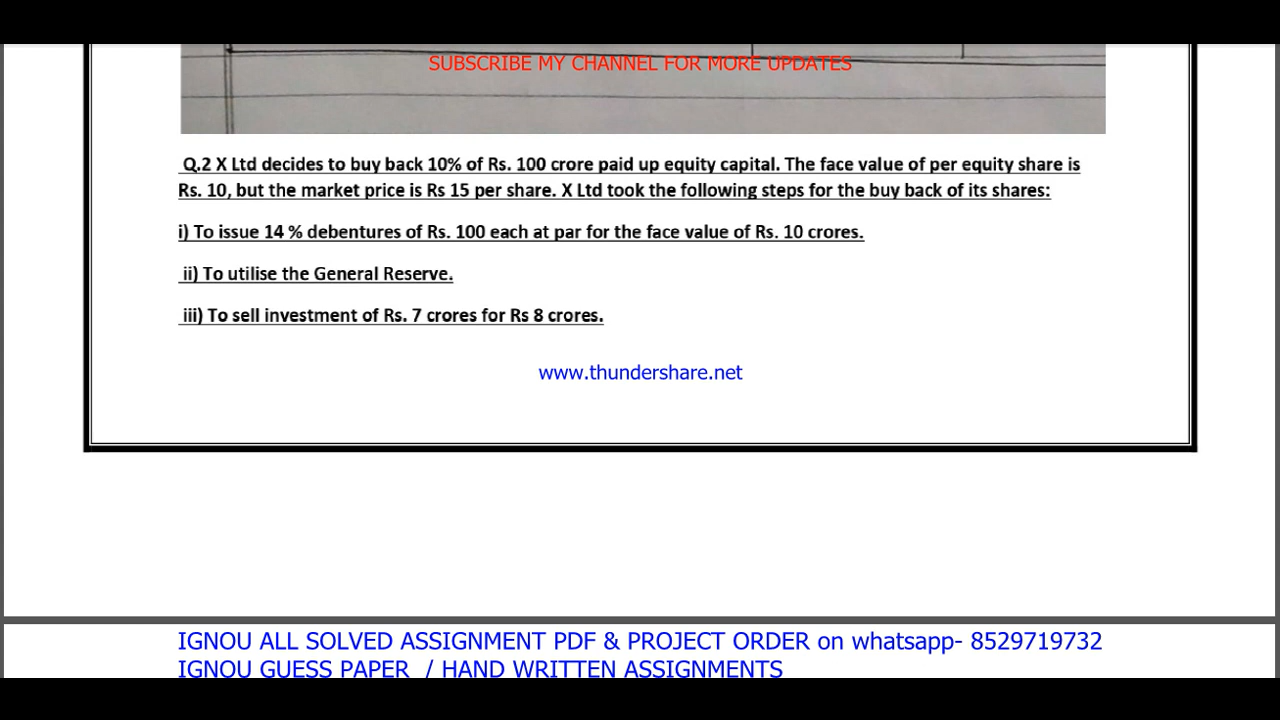 SUBSCRIBE MY CHANNEL FOR MORE UPDATES
Q.2 X Ltd decides to buy back 10% of Rs. 100 crore paid up equity capital. The face value of per equity share is
Rs. 10, but the market price is Rs 15 per share. X Ltd took the following steps for the buy back of its shares:
i) To issue 14 % debentures of Rs. 100 each at par for the face value of Rs. 10 crores.
ii) To utilise the General Reserve.
iii) To sell investment of Rs. 7 crores for Rs 8 crores.
www.thundershare.net
IGNOU ALL SOLVED ASSIGNMENT PDF & PROJECT ORDER on whatsapp- 8529719732
IGNOU GUESS PAPER / HAND WRITTEN ASSIGNMENTS